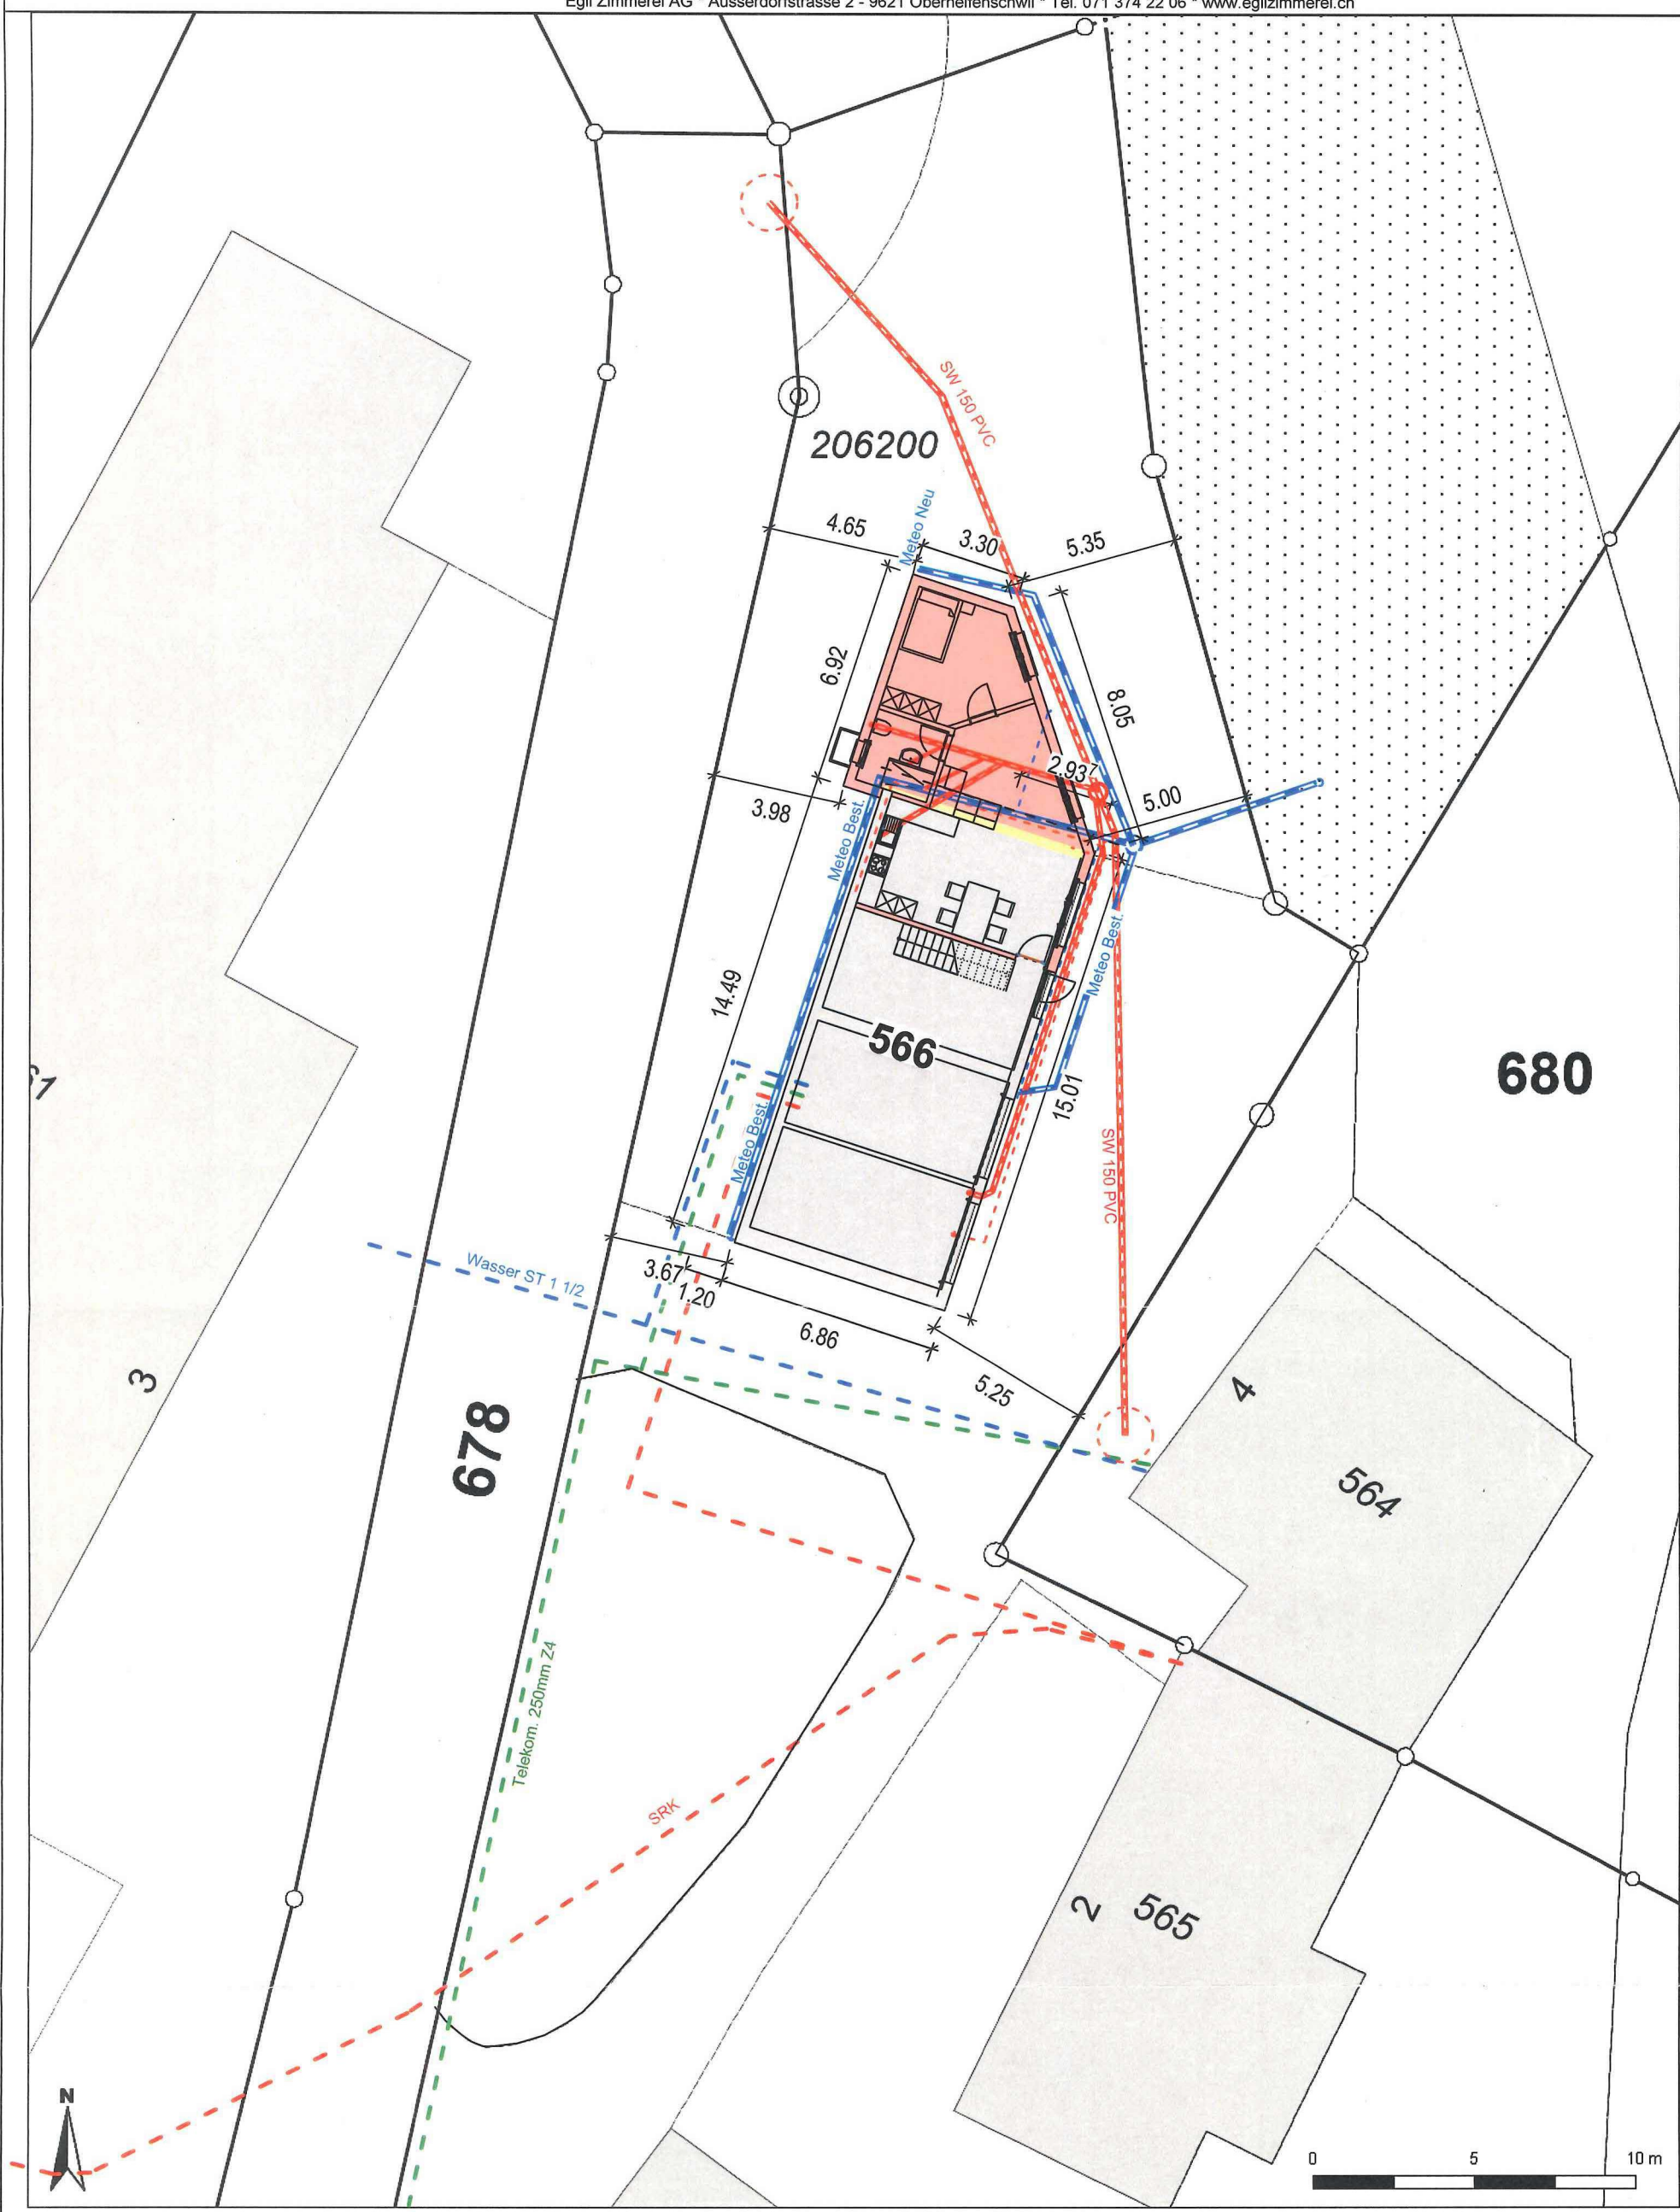 Egli Zimmerei AG * Ausserdorfstrasse 2 - 9621 Oberhelfenschwil * Tel. 071 374 22 06 * www.eglizimmerei.ch
SW 150 PVC
206200
Meteo Neu
4.65
3.30
5.35
6.92
8.05
2.93⁷
5.00
3.98
Meteo Best.
Meteo Best.
14.49
566
680
15.01
Meteo Best.
SW 150 PVC
Wasser ST 1 1/2
3.67
1.20
6.86
5.25
3
678
4
564
Telekom. 250mm Z4
SRK
2
565
N
0 5 10 m